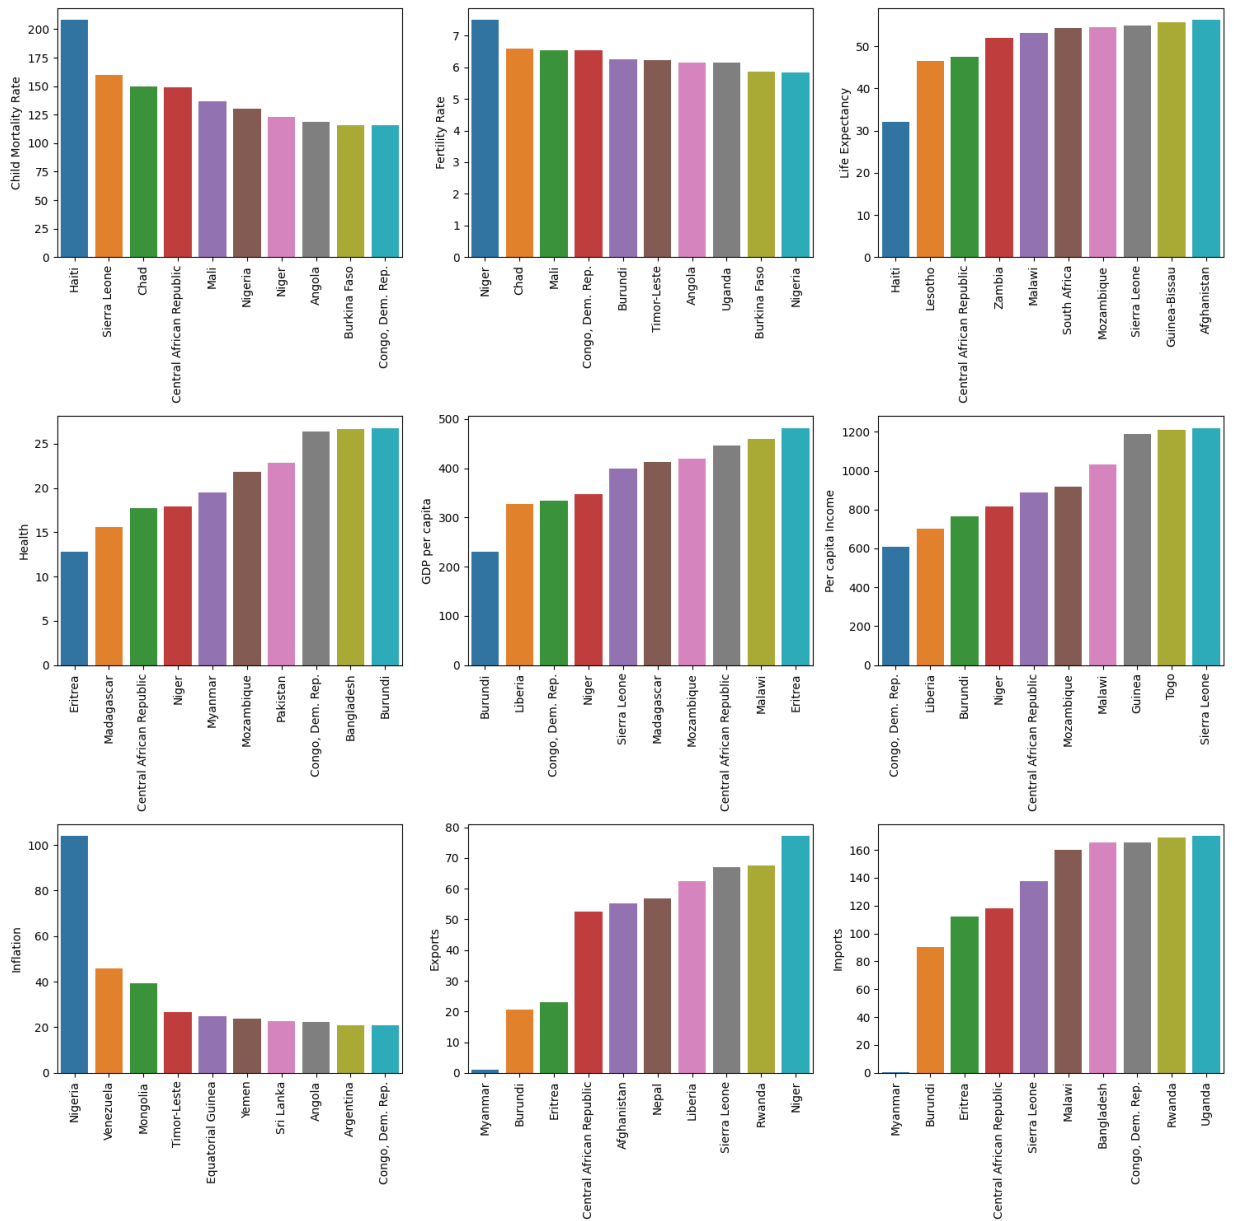 Child Mortality Rate
200
175
150
125
100
75
50
25
0
Haiti
Sierra Leone
Chad
Central African Republic
Mali
Nigeria
Niger
Angola
Burkina Faso
Congo, Dem. Rep.
Fertility Rate
7
6
5
4
3
2
1
0
Niger
Chad
Mali
Congo, Dem. Rep.
Burundi
Timor-Leste
Angola
Uganda
Burkina Faso
Nigeria
Life Expectancy
50
40
30
20
10
0
Haiti
Lesotho
Central African Republic
Zambia
Malawi
South Africa
Mozambique
Sierra Leone
Guinea-Bissau
Afghanistan
Health
25
20
15
10
5
0
Eritrea
Madagascar
Central African Republic
Niger
Myanmar
Mozambique
Pakistan
Congo, Dem. Rep.
Bangladesh
Burundi
GDP per capita
500
400
300
200
100
0
Burundi
Liberia
Congo, Dem. Rep.
Niger
Sierra Leone
Madagascar
Mozambique
Central African Republic
Malawi
Eritrea
Per capita Income
1200
1000
800
600
400
200
0
Congo, Dem. Rep.
Liberia
Burundi
Niger
Central African Republic
Mozambique
Malawi
Guinea
Togo
Sierra Leone
Inflation
100
80
60
40
20
0
Nigeria
Venezuela
Mongolia
Timor-Leste
Equatorial Guinea
Yemen
Sri Lanka
Angola
Argentina
Congo, Dem. Rep.
Exports
80
70
60
50
40
30
20
10
0
Myanmar
Burundi
Eritrea
Central African Republic
Afghanistan
Nepal
Liberia
Sierra Leone
Rwanda
Niger
Imports
160
140
120
100
80
60
40
20
0
Myanmar
Burundi
Eritrea
Central African Republic
Sierra Leone
Malawi
Bangladesh
Congo, Dem. Rep.
Rwanda
Uganda